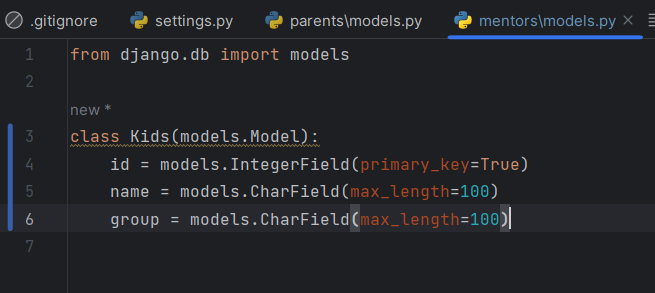 .gitignore settings.py parents\models.py mentors\models.py
1 from django.db import models
2
new *
3 class Kids(models.Model):
4     id = models.IntegerField(primary_key=True)
5     name = models.CharField(max_length=100)
6     group = models.CharField(max_length=100)
7